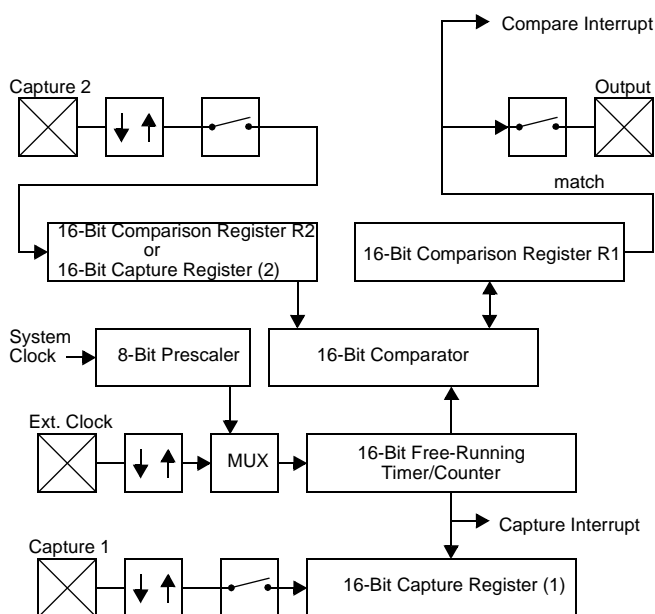 Compare Interrupt
Capture 2
Output
match
16-Bit Comparison Register R2
or
16-Bit Capture Register (2)
16-Bit Comparison Register R1
System
Clock
8-Bit Prescaler
16-Bit Comparator
Ext. Clock
MUX
16-Bit Free-Running
Timer/Counter
Capture Interrupt
Capture 1
16-Bit Capture Register (1)